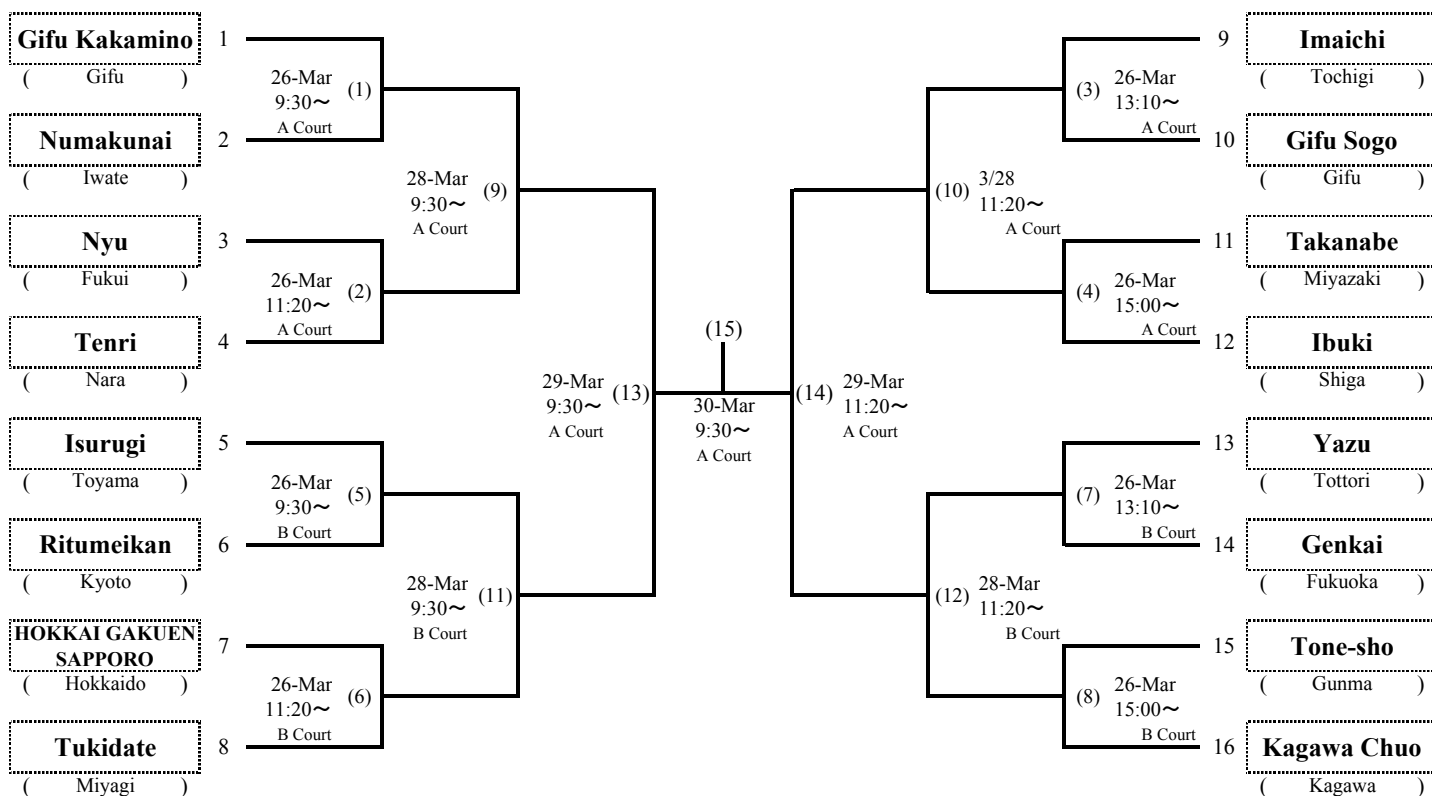 Gifu Kakamino 1
( Gifu )
26-Mar
9:30～
(1)
A Court
Numakunai 2
( Iwate )
28-Mar
9:30～
(9)
A Court
Nyu 3
( Fukui )
26-Mar
11:20～
(2)
A Court
Tenri 4
( Nara )
29-Mar
9:30～
(13)
A Court
Isurugi 5
( Toyama )
26-Mar
9:30～
(5)
B Court
Ritumeikan 6
( Kyoto )
28-Mar
9:30～
(11)
B Court
HOKKAI GAKUEN
SAPPORO
7
( Hokkaido )
26-Mar
11:20～
(6)
B Court
Tukidate 8
( Miyagi )
(15)
30-Mar
9:30～
A Court
9 Imaichi
( Tochigi )
(3)
26-Mar
13:10～
A Court
10 Gifu Sogo
( Gifu )
(10)
3/28
11:20～
A Court
11 Takanabe
( Miyazaki )
(4)
26-Mar
15:00～
A Court
12 Ibuki
( Shiga )
(14)
29-Mar
11:20～
A Court
13 Yazu
( Tottori )
(7)
26-Mar
13:10～
B Court
14 Genkai
( Fukuoka )
(12)
28-Mar
11:20～
B Court
15 Tone-sho
( Gunma )
(8)
26-Mar
15:00～
B Court
16 Kagawa Chuo
( Kagawa )